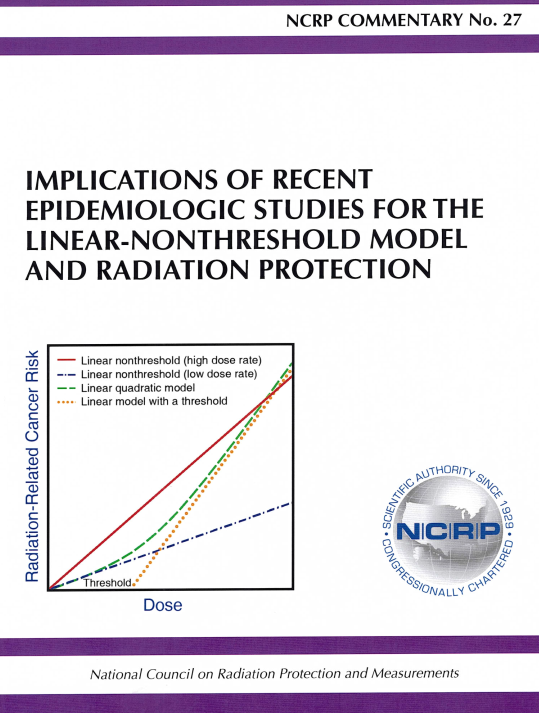 NCRP COMMENTARY No. 27
IMPLICATIONS OF RECENT
EPIDEMIOLOGIC STUDIES FOR THE
LINEAR-NONTHRESHOLD MODEL
AND RADIATION PROTECTION
Radiation-Related Cancer Risk
Linear nonthreshold (high dose rate)
Linear nonthreshold (low dose rate)
Linear quadratic model
Linear model with a threshold
Threshold
Dose
• SCIENTIFIC AUTHORITY SINCE 1929 •
NCRP
CONGRESSIONALLY CHARTERED
National Council on Radiation Protection and Measurements